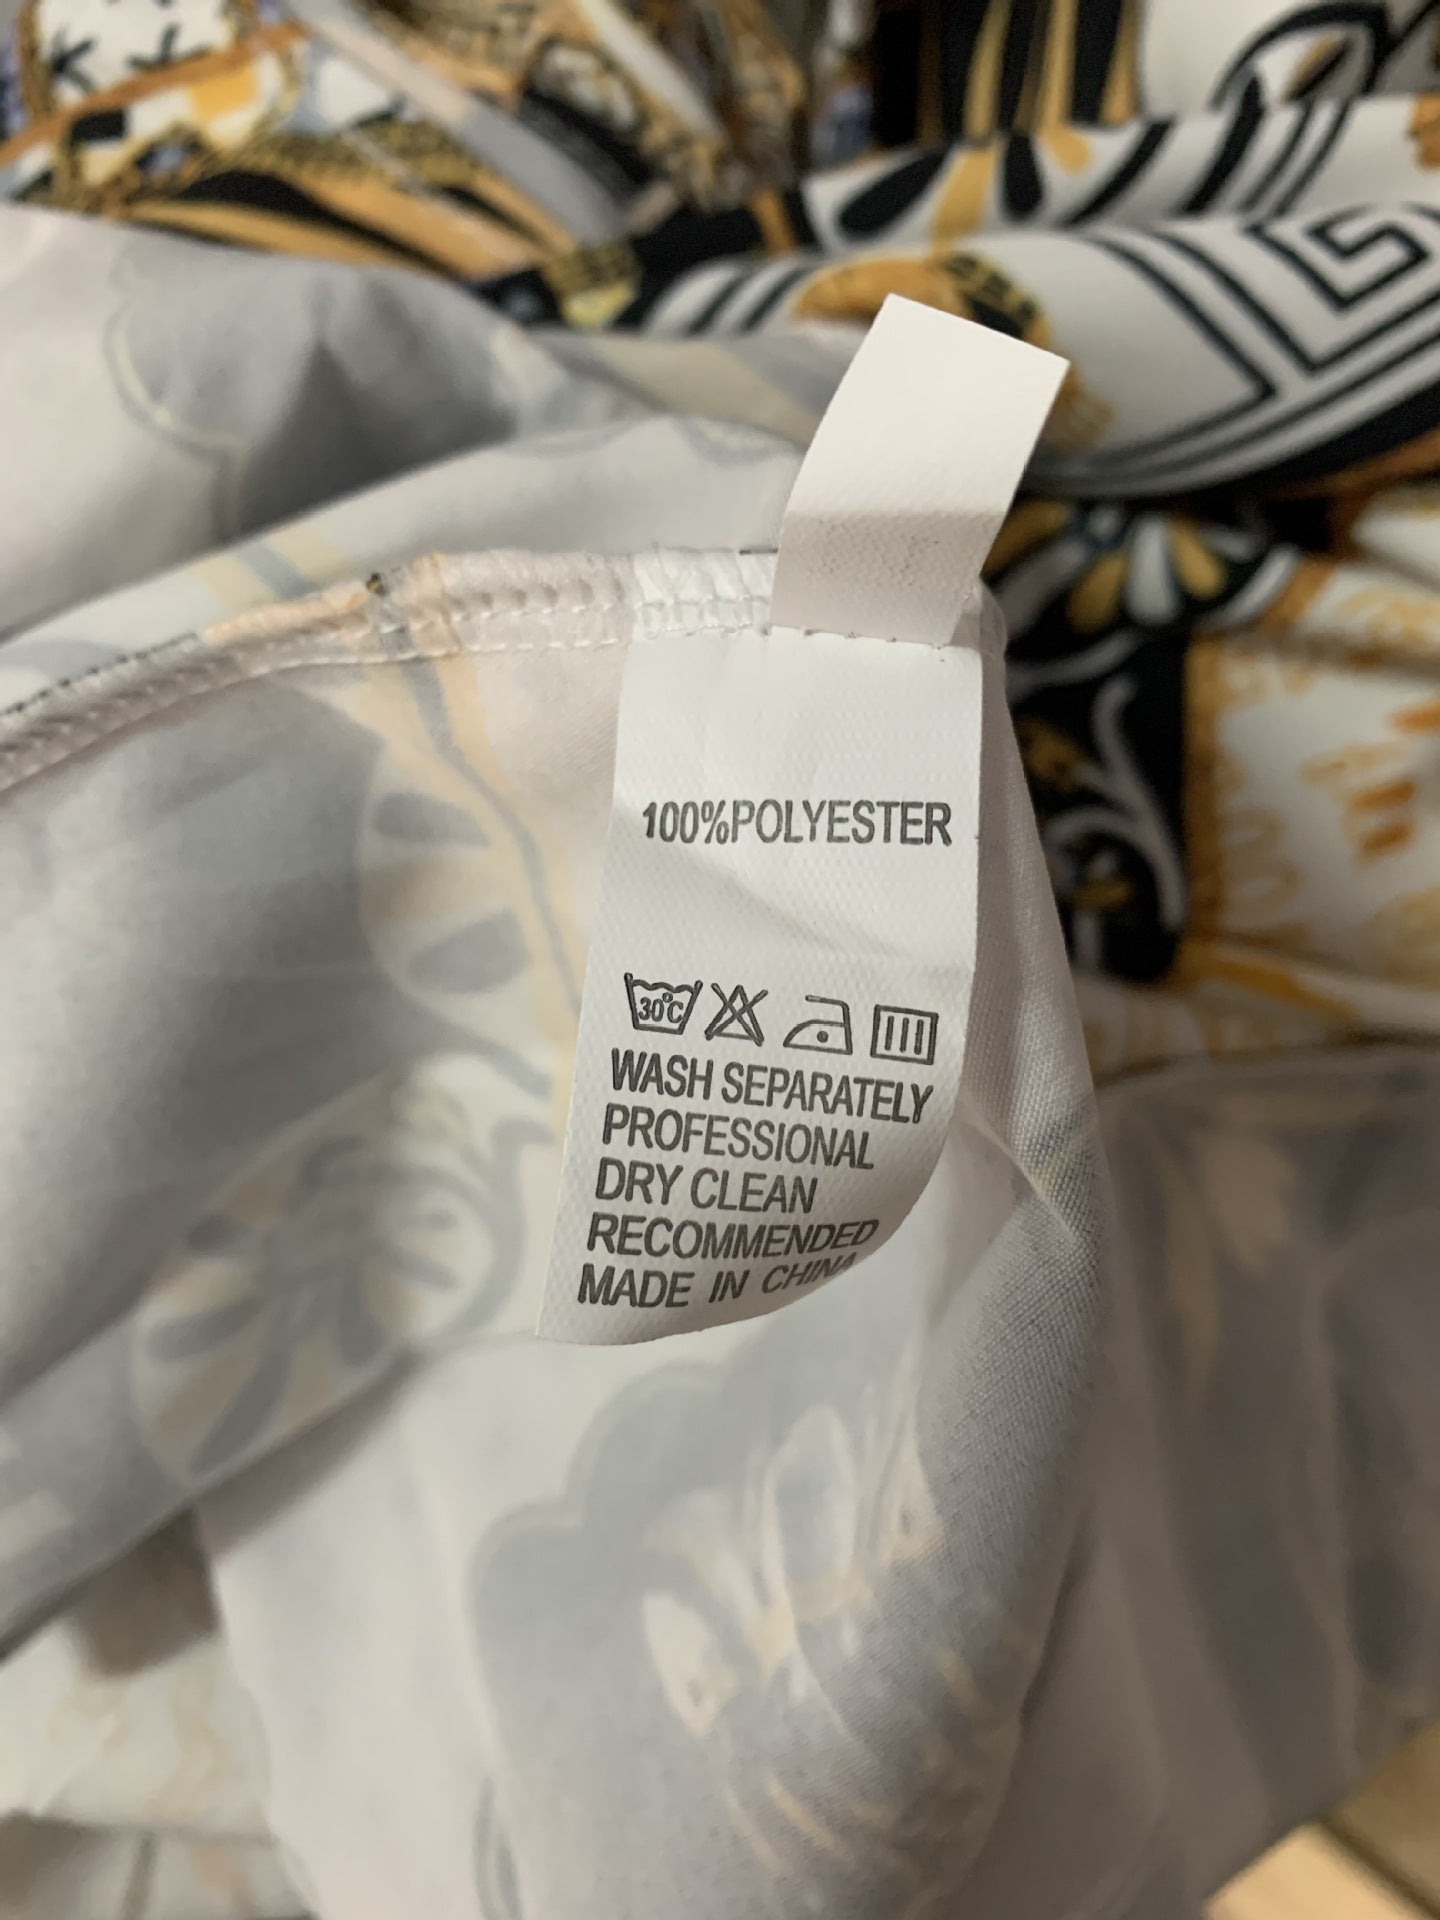 100%POLYESTER
30°C
WASH SEPARATELY
PROFESSIONAL
DRY CLEAN
RECOMMENDED
MADE IN CHINA